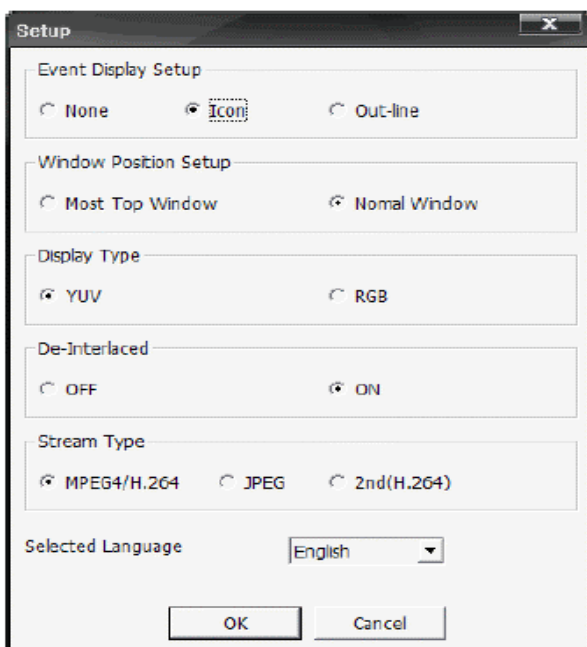 Setup
Event Display Setup
None Icon Out-line
Window Position Setup
Most Top Window Nomal Window
Display Type
YUV RGB
De-Interlaced
OFF ON
Stream Type
MPEG4/H.264 JPEG 2nd(H.264)
Selected Language English
OK Cancel